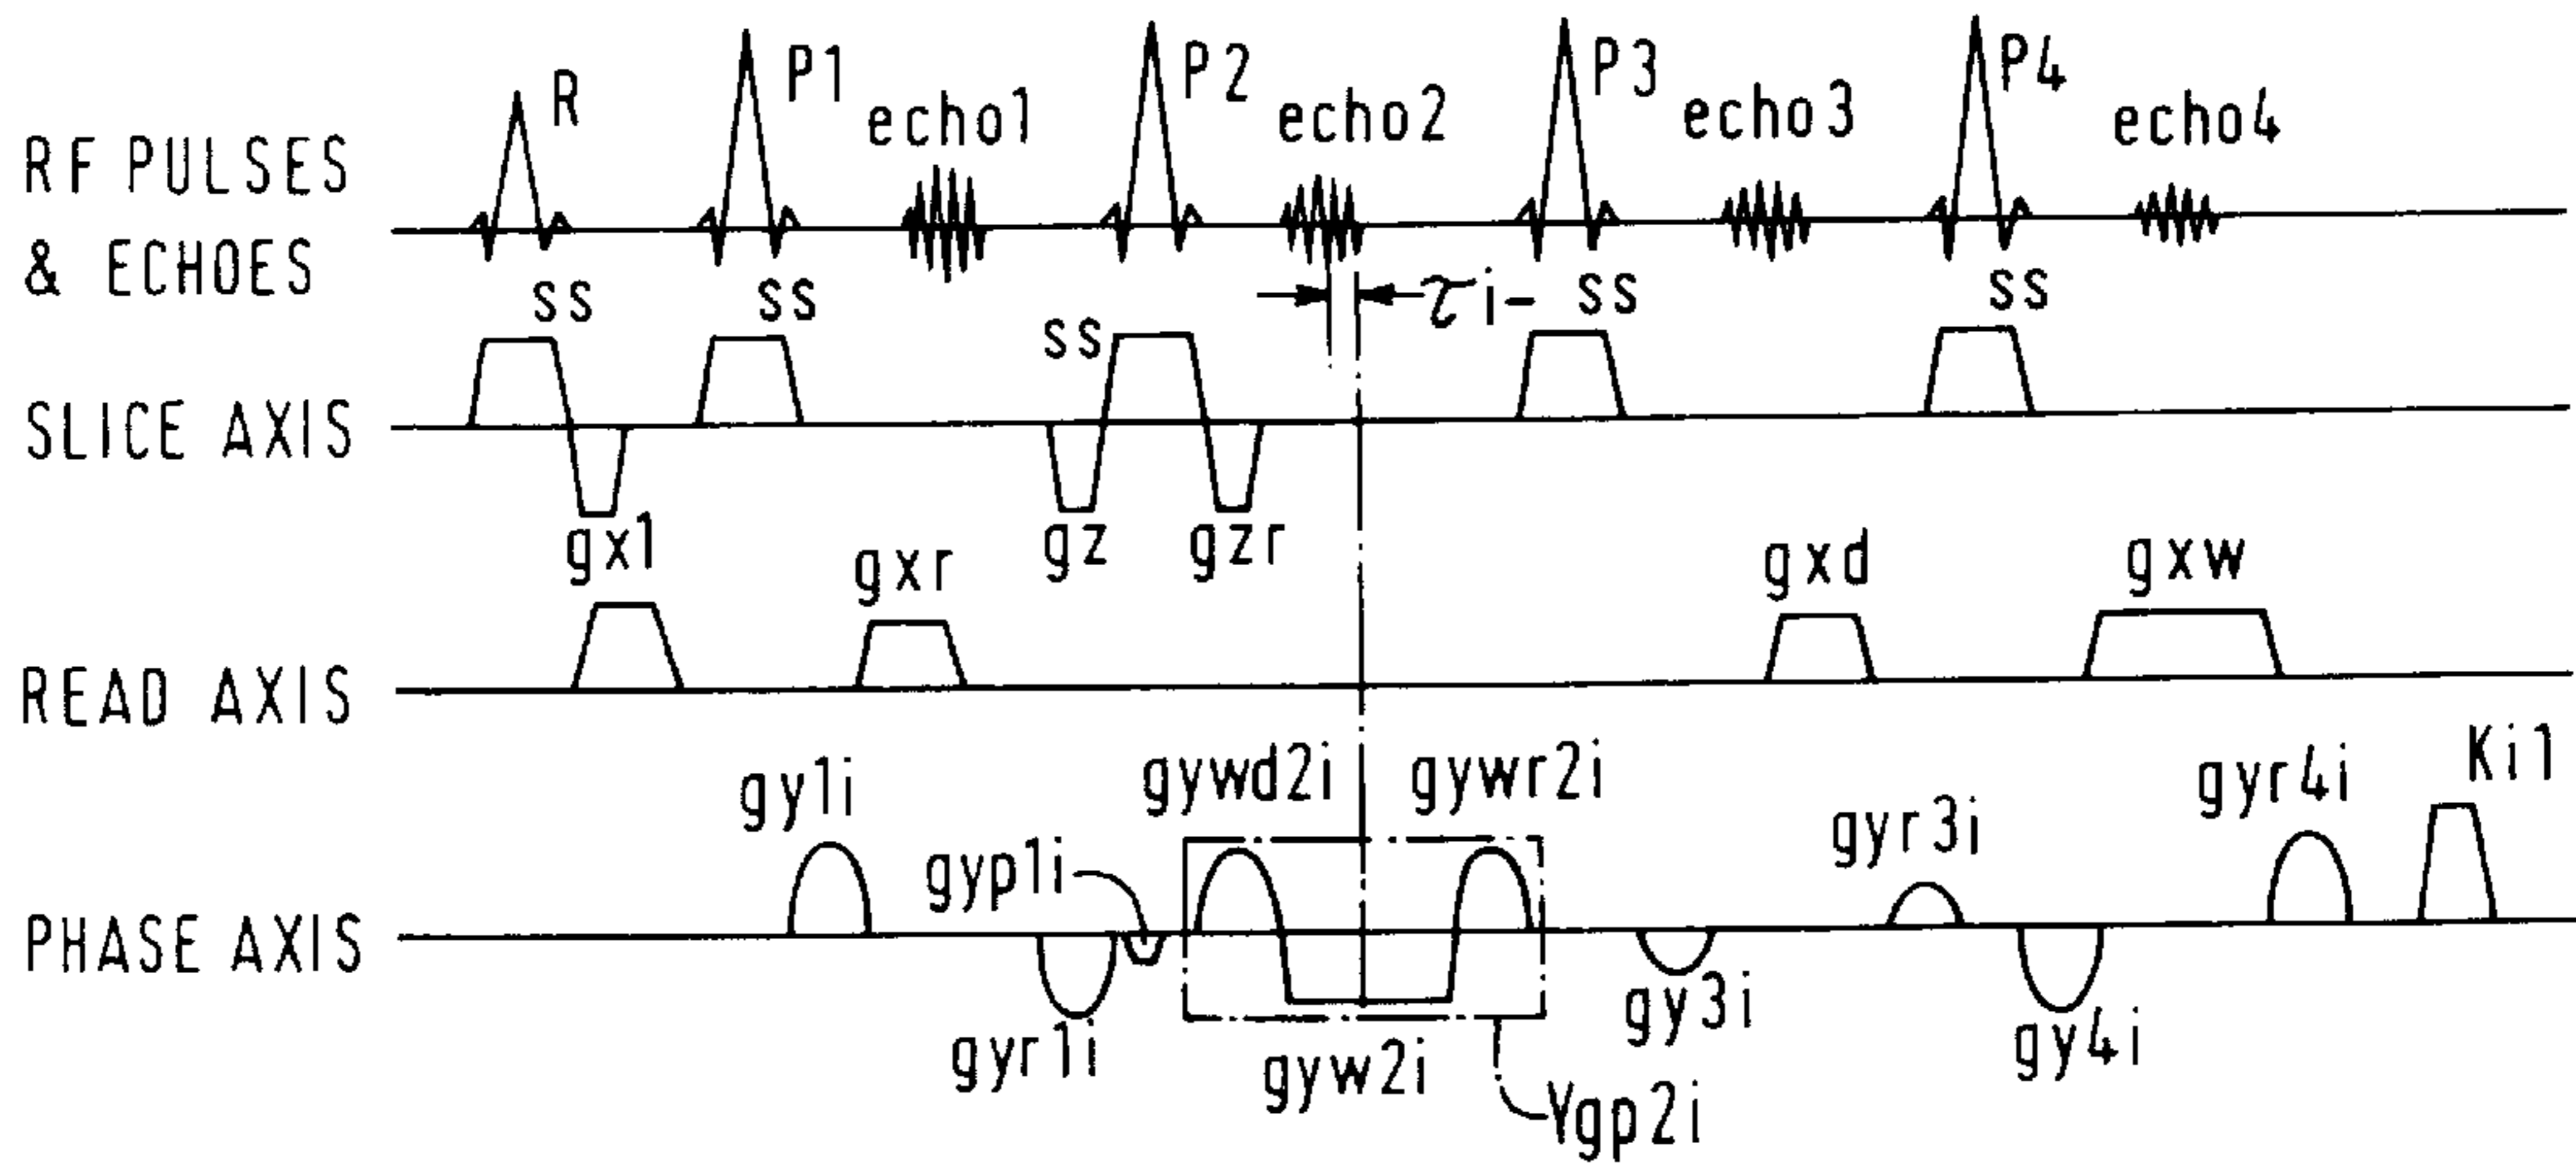 R P1 echo1 P2 echo2 P3 echo3 P4 echo4
RF PULSES
& ECHOES
ss ss ss τi- ss ss
SLICE AXIS
gx1 gz gzr
gxr gxd gxw
READ AXIS
gy1i gywd2i gywr2i gyr3i gyr4i Ki1
gyp1i
PHASE AXIS
gyr1i gyw2i gy3i gy4i
Ygp2i